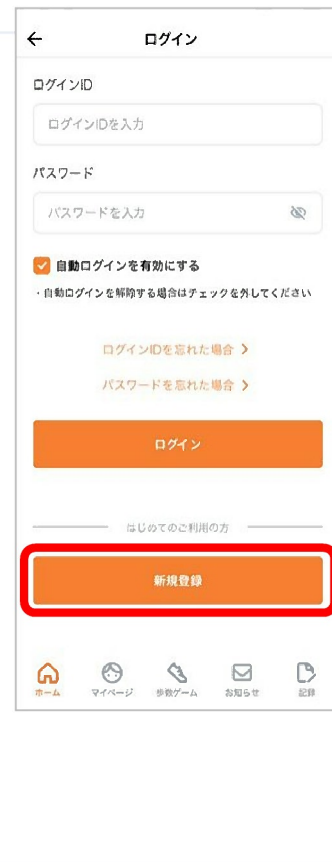 ログイン
ログインID
ログインIDを入力
パスワード
パスワードを入力
自動ログインを有効にする
・自動ログインを解除する場合はチェックを外してください
ログインIDを忘れた場合 >
パスワードを忘れた場合 >
ログイン
はじめてのご利用の方
新規登録
ホーム マイページ 歩数ゲーム お知らせ 記録